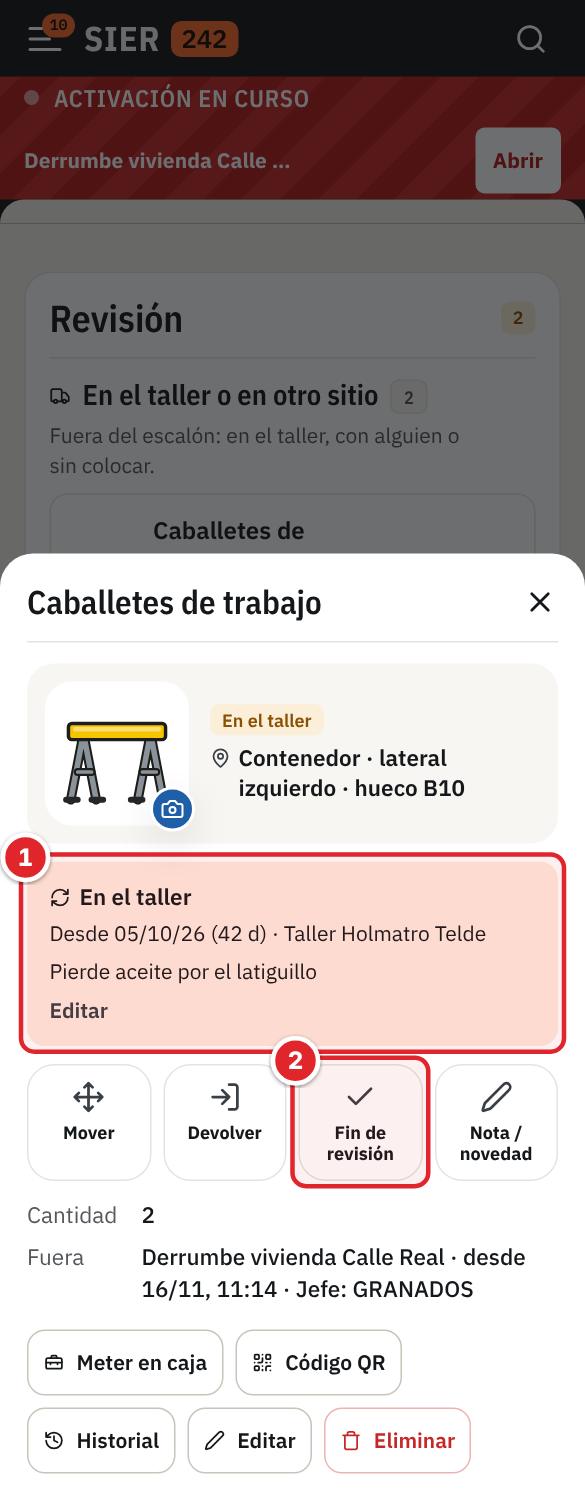 10
SIER 242
ACTIVACIÓN EN CURSO
Derrumbe vivienda Calle ...
Abrir
Revisión
2
En el taller o en otro sitio 2
Fuera del escalón: en el taller, con alguien o
sin colocar.
Caballetes de
Caballetes de trabajo
En el taller
Contenedor · lateral
izquierdo · hueco B10
1
En el taller
Desde 05/10/26 (42 d) · Taller Holmatro Telde
Pierde aceite por el latiguillo
Editar
2
Mover
Devolver
Fin de
revisión
Nota /
novedad
Cantidad 2
Fuera Derrumbe vivienda Calle Real · desde
16/11, 11:14 · Jefe: GRANADOS
Meter en caja
Código QR
Historial
Editar
Eliminar